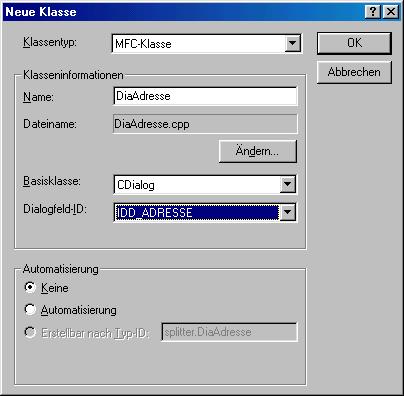 Neue Klasse
Klassentyp: MFC-Klasse OK
Abbrechen
Klasseninformationen
Name: DiaAdresse
Dateiname: DiaAdresse.cpp
Ändern...
Basisklasse: CDialog
Dialogfeld-ID: IDD_ADRESSE
Automatisierung
Keine
Automatisierung
Erstellbar nach Typ-ID: splitter.DiaAdresse